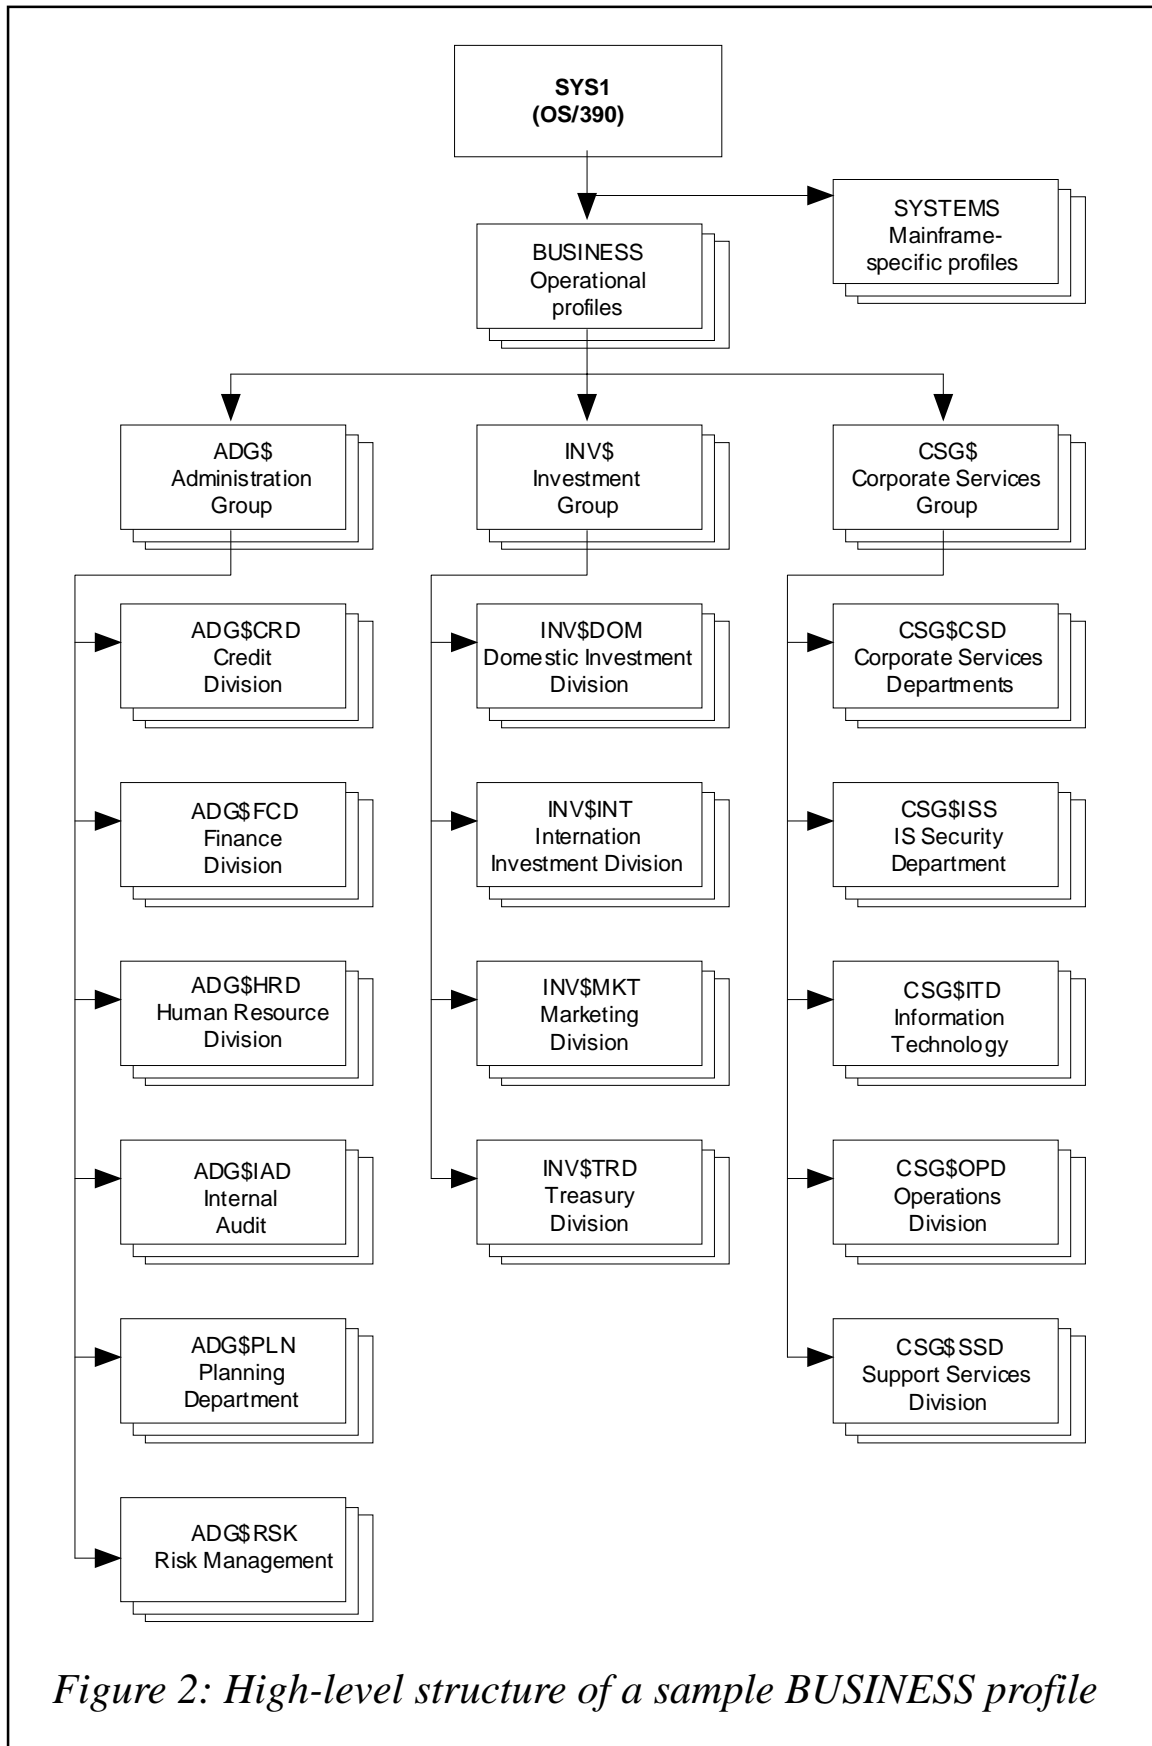 SYS1
(OS/390)
SYSTEMS
Mainframe-
specific profiles
BUSINESS
Operational
profiles
ADG$
Administration
Group
INV$
Investment
Group
CSG$
Corporate Services
Group
ADG$CRD
Credit
Division
INV$DOM
Domestic Investment
Division
CSG$CSD
Corporate Services
Departments
ADG$FCD
Finance
Division
INV$INT
Internation
Investment Division
CSG$ISS
IS Security
Department
ADG$HRD
Human Resource
Division
INV$MKT
Marketing
Division
CSG$ITD
Information
Technology
ADG$IAD
Internal
Audit
INV$TRD
Treasury
Division
CSG$OPD
Operations
Division
ADG$PLN
Planning
Department
CSG$SSD
Support Services
Division
ADG$RSK
Risk Management
Figure 2: High-level structure of a sample BUSINESS profile